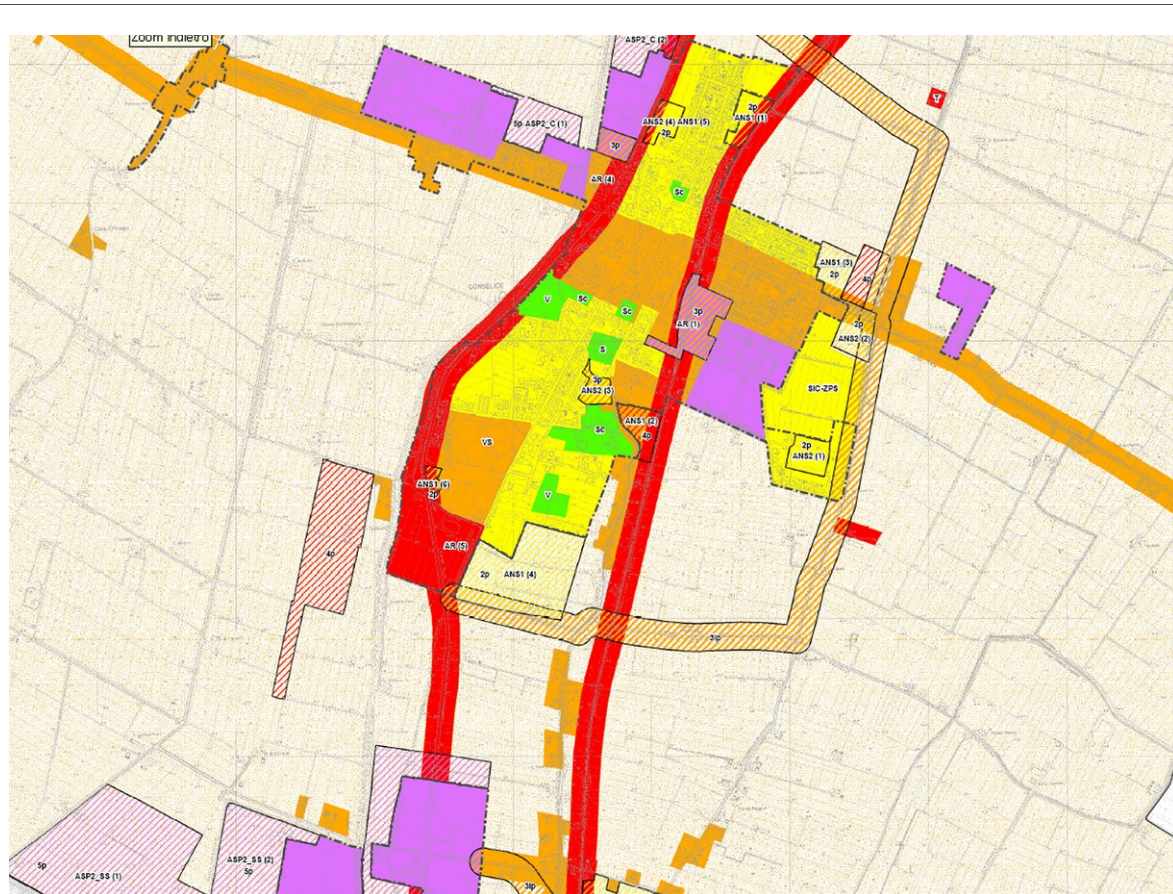 Zoom indietro
ASP2_C (2)
5p ASP2_C (1)
3p
2p
ANS1 (1)
ANS2 (4) ANS1 (5)
2p
AR (4)
Sc
ANS1 (3)
2p
4p
CONSELICE
V
Sc
Sc
3p
AR (1)
2p
ANS2 (2)
S
SIC-ZPS
3p
ANS2 (3)
ANS1 (2)
4p
Sc
VS
2p
ANS2 (1)
ANS1 (6)
2p
V
4p
AR (5)
2p
ANS1 (4)
3Ip
5p
ASP2_SS (1)
ASP2_SS (2)
5p
3Ip